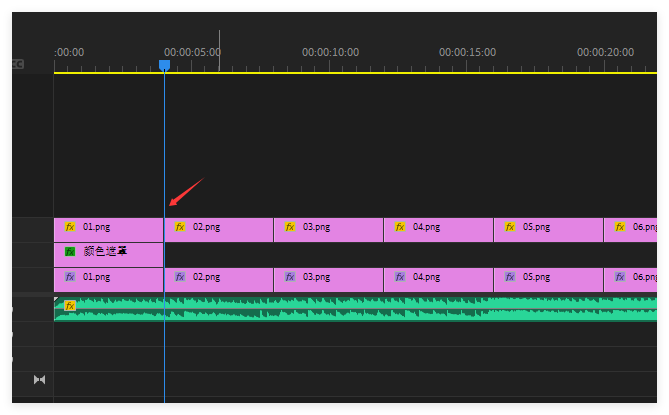 :00:00 00:00:05:00 00:00:10:00 00:00:15:00 00:00:20:00
fx 01.png fx 02.png fx 03.png fx 04.png fx 05.png fx 06.png
fx 颜色遮罩
fx 01.png fx 02.png fx 03.png fx 04.png fx 05.png fx 06.png
fx